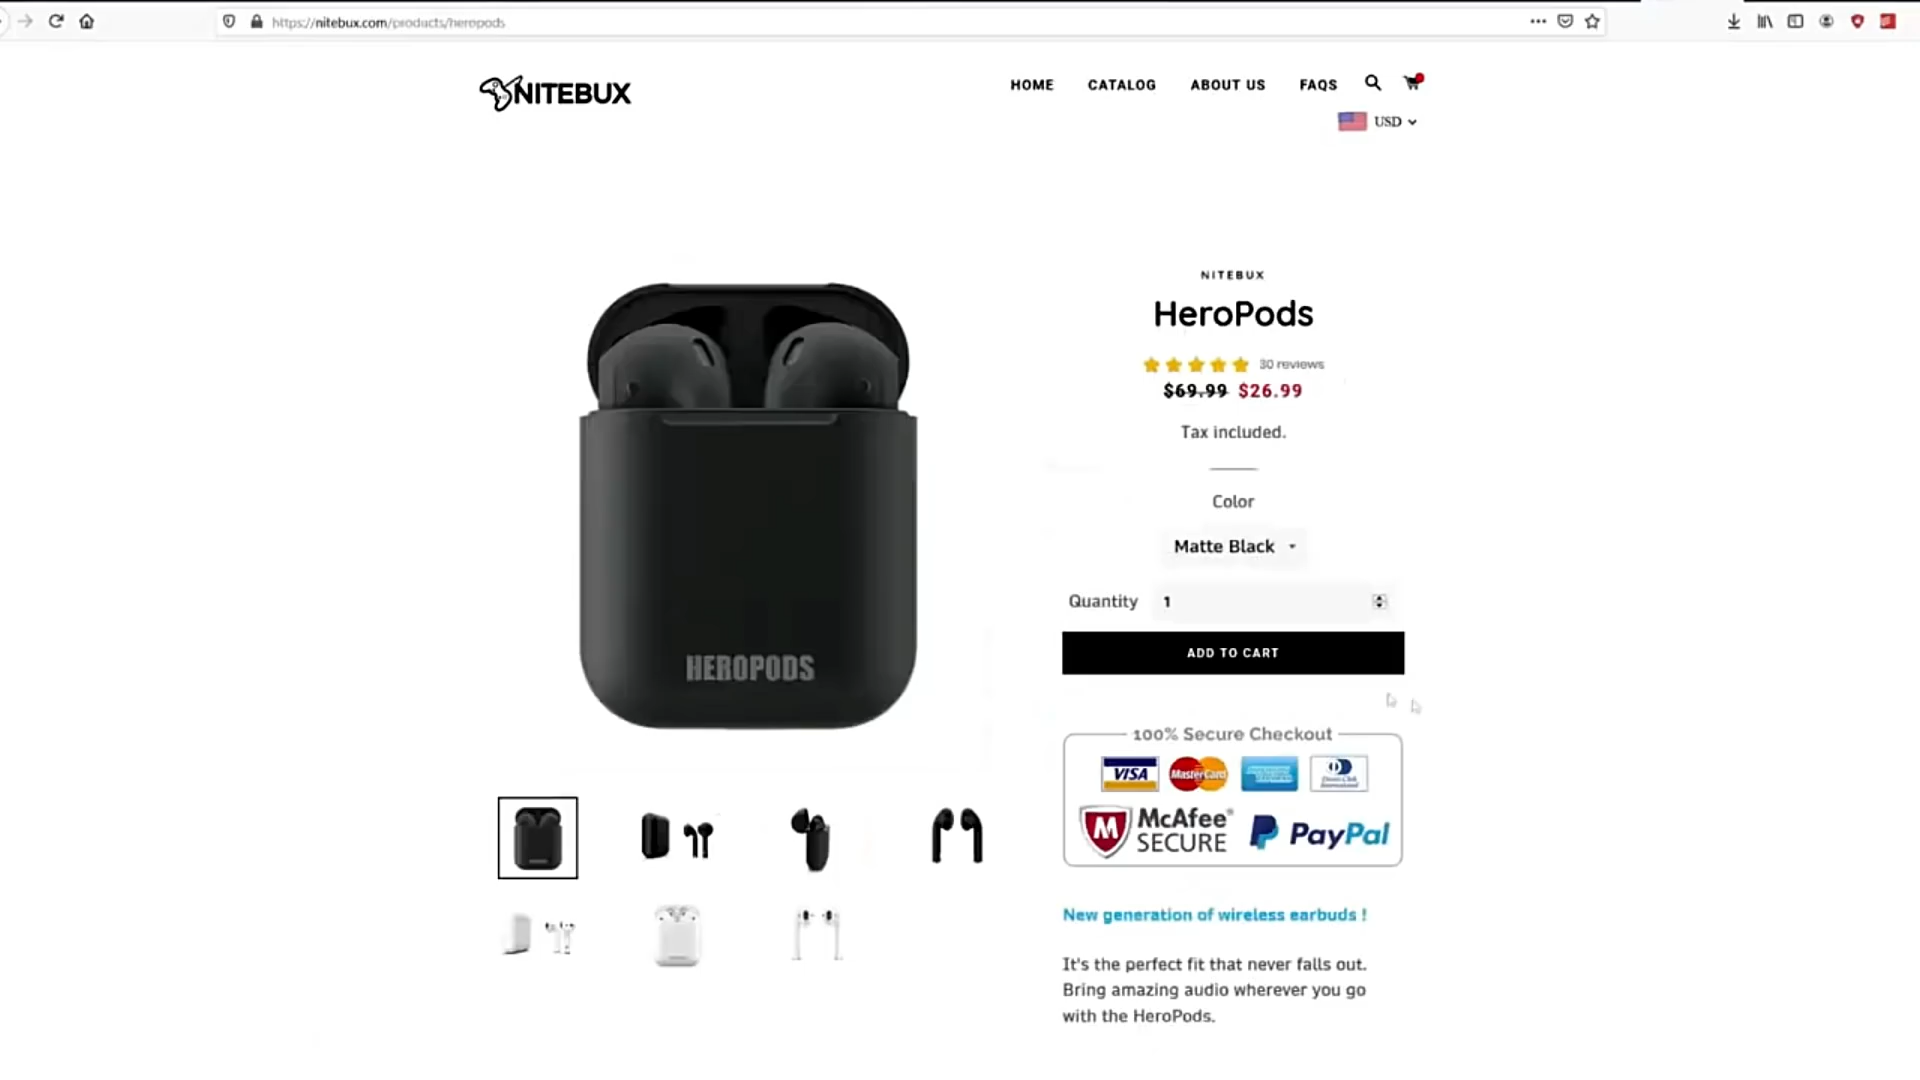 https://nitebux.com/products/heropods
NITEBUX
HOME CATALOG ABOUT US FAQS
USD
NITEBUX
HeroPods
30 reviews
$69.99 $26.99
Tax included.
Color
Matte Black
Quantity 1
ADD TO CART
HEROPODS
100% Secure Checkout
VISA MasterCard
McAfee
SECURE
PayPal
New generation of wireless earbuds !
It's the perfect fit that never falls out.
Bring amazing audio wherever you go
with the HeroPods.